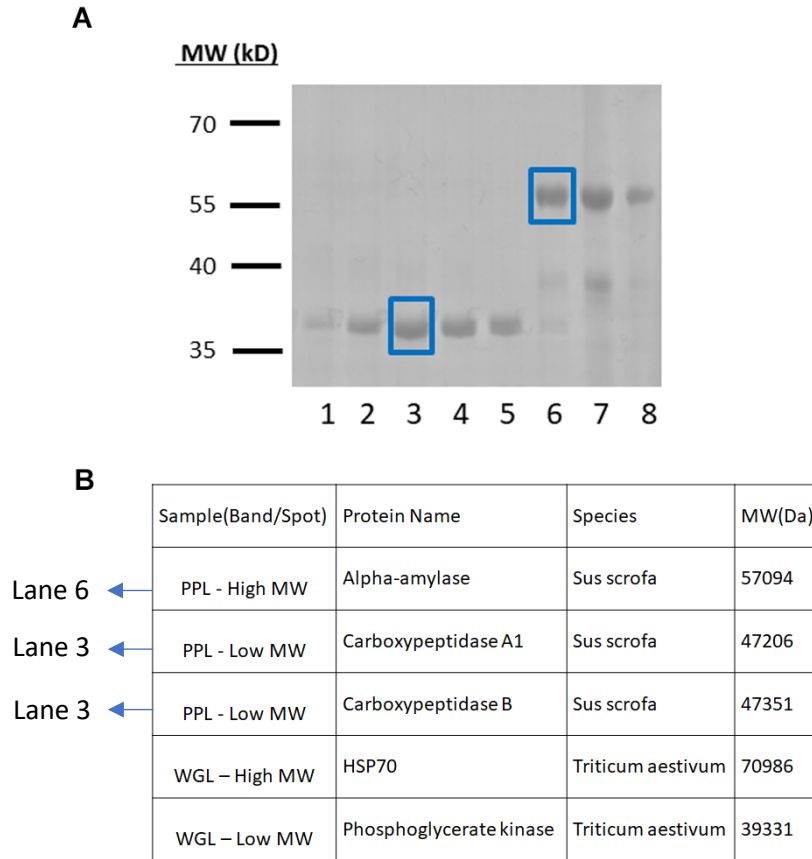 A
MW (kD)
70
55
40
35
1 2 3 4 5 6 7 8
B
Sample(Band/Spot) Protein Name Species MW(Da)
Lane 6 PPL - High MW Alpha-amylase Sus scrofa 57094
Lane 3 PPL - Low MW Carboxypeptidase A1 Sus scrofa 47206
Lane 3 PPL - Low MW Carboxypeptidase B Sus scrofa 47351
WGL – High MW HSP70 Triticum aestivum 70986
WGL – Low MW Phosphoglycerate kinase Triticum aestivum 39331